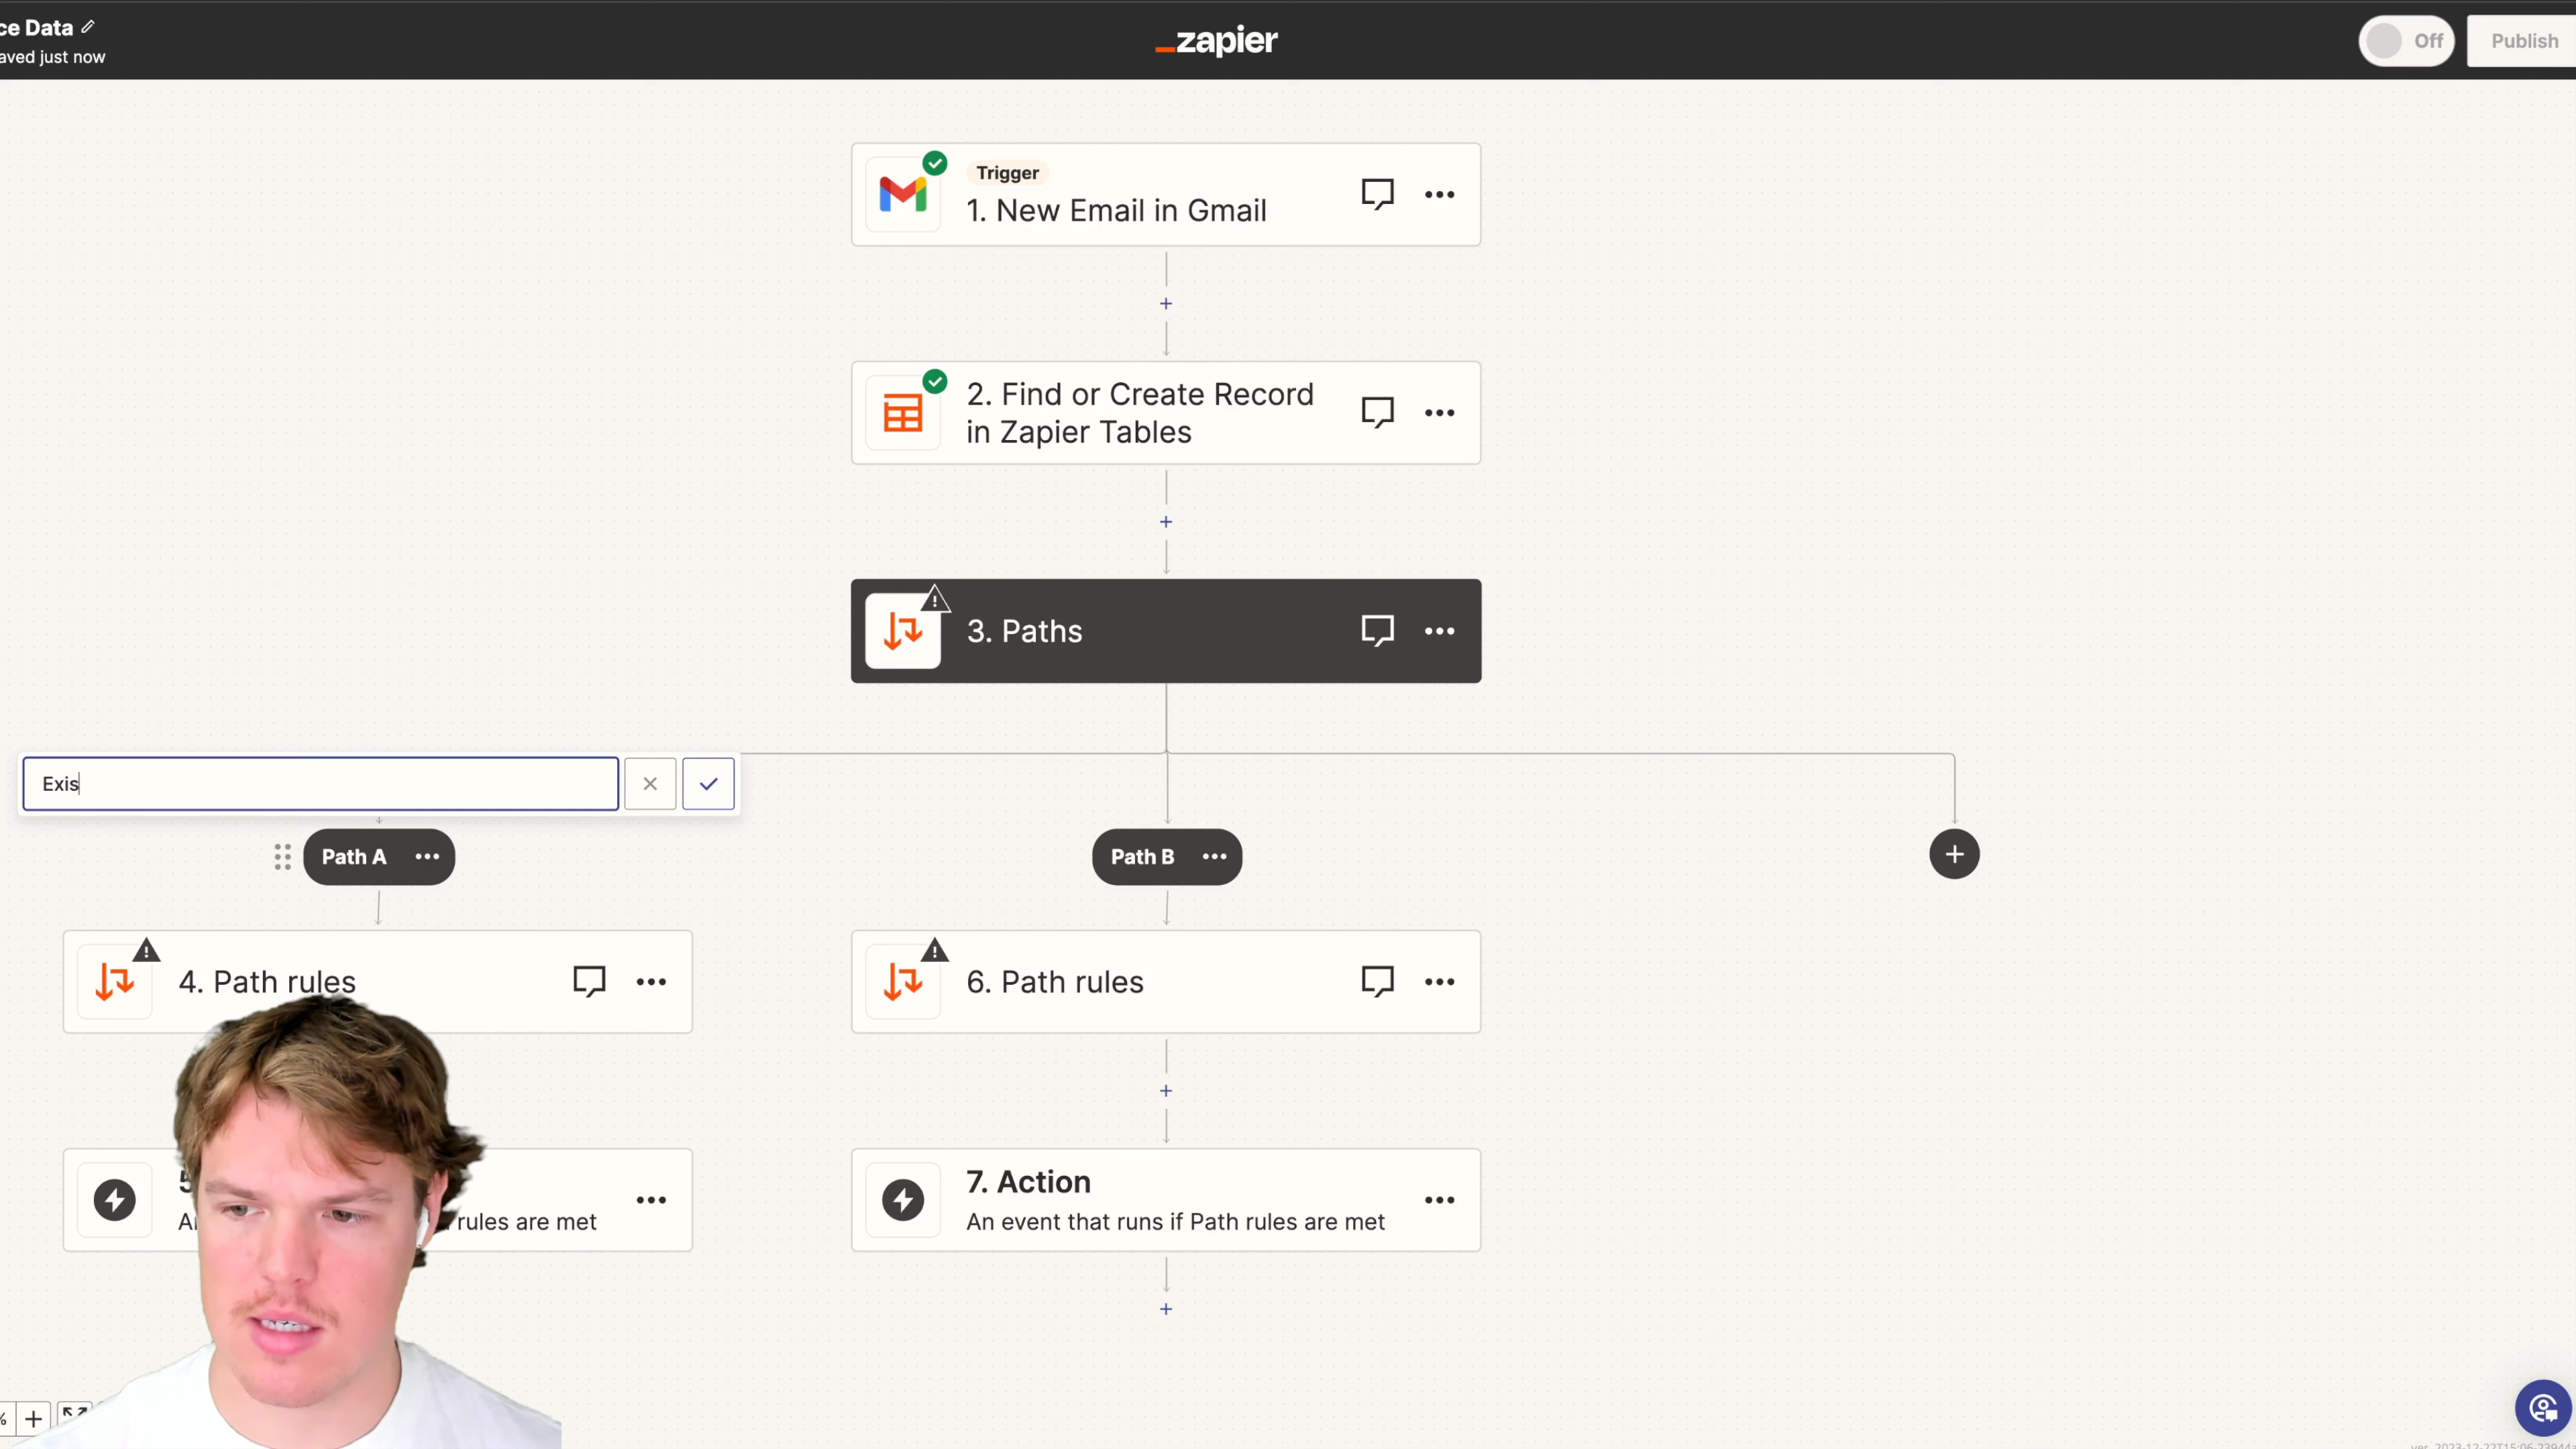 ce Data
aved just now
zapier
Off
Publish
Trigger
1. New Email in Gmail
2. Find or Create Record
in Zapier Tables
3. Paths
Exis
Path A
Path B
4. Path rules
6. Path rules
rules are met
7. Action
An event that runs if Path rules are met
%